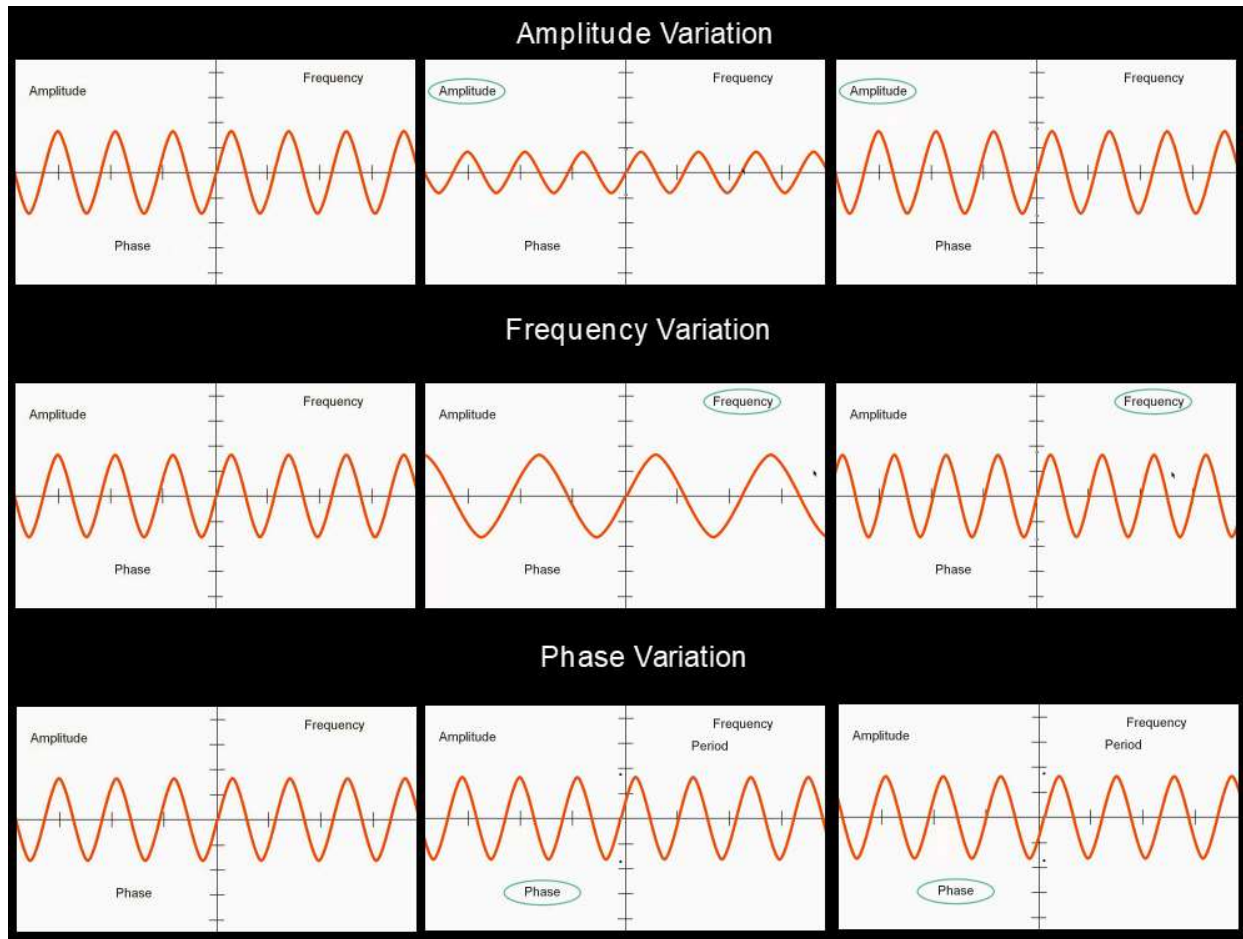 Amplitude Variation
Frequency
Amplitude
Phase
Frequency
Amplitude
Phase
Frequency
Amplitude
Phase
Frequency Variation
Frequency
Amplitude
Phase
Frequency
Amplitude
Phase
Frequency
Amplitude
Phase
Phase Variation
Frequency
Amplitude
Phase
Frequency
Amplitude
Period
Phase
Frequency
Amplitude
Period
Phase